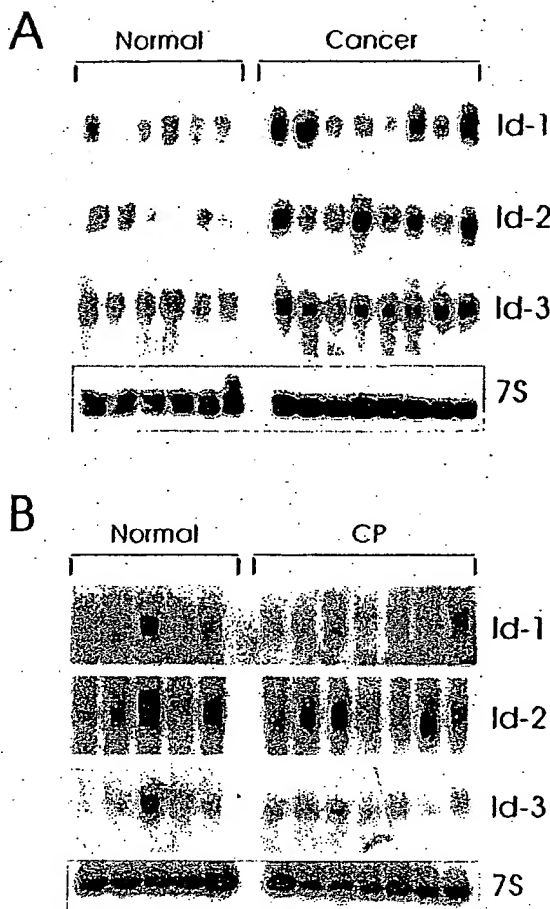 A
Normal Cancer
Id-1
Id-2
Id-3
7S
B
Normal CP
Id-1
Id-2
Id-3
7S